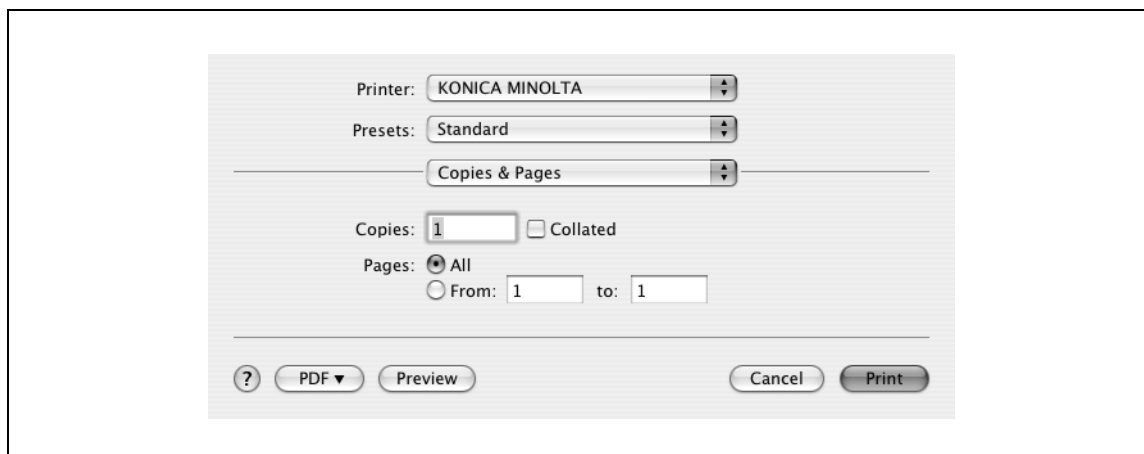 Printer: KONICA MINOLTA
Presets: Standard
Copies & Pages
Copies: 1 Collated
Pages: All
From: 1 to: 1
? PDF ▼ Preview Cancel Print